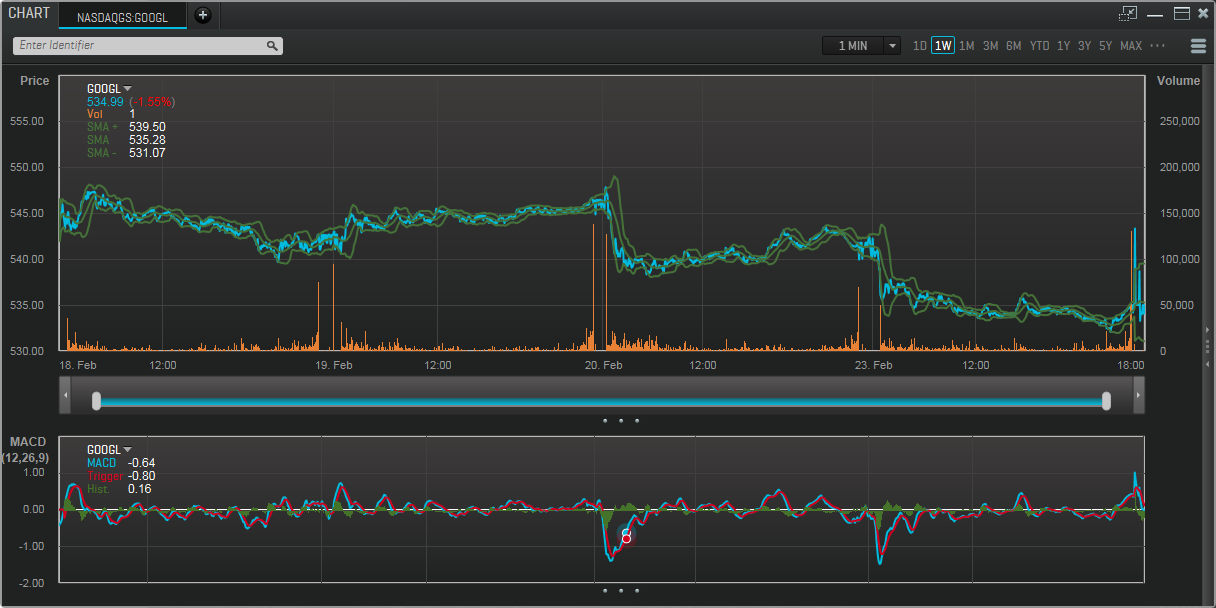 CHART NASDAQGS:GOOGL
Enter Identifier 1 MIN 1D 1W 1M 3M 6M YTD 1Y 3Y 5Y MAX
Price Volume
GOOGL
534.99 (-1.55%)
Vol 1
SMA + 539.50
SMA 535.28
SMA - 531.07
555.00
550.00
545.00
540.00
535.00
530.00
250,000
200,000
150,000
100,000
50,000
0
18. Feb 12:00 19. Feb 12:00 20. Feb 12:00 23. Feb 12:00 18:00
MACD
(12,26,9)
GOOGL
MACD -0.64
Trigger -0.80
Hist. 0.16
1.00
0.00
-1.00
-2.00